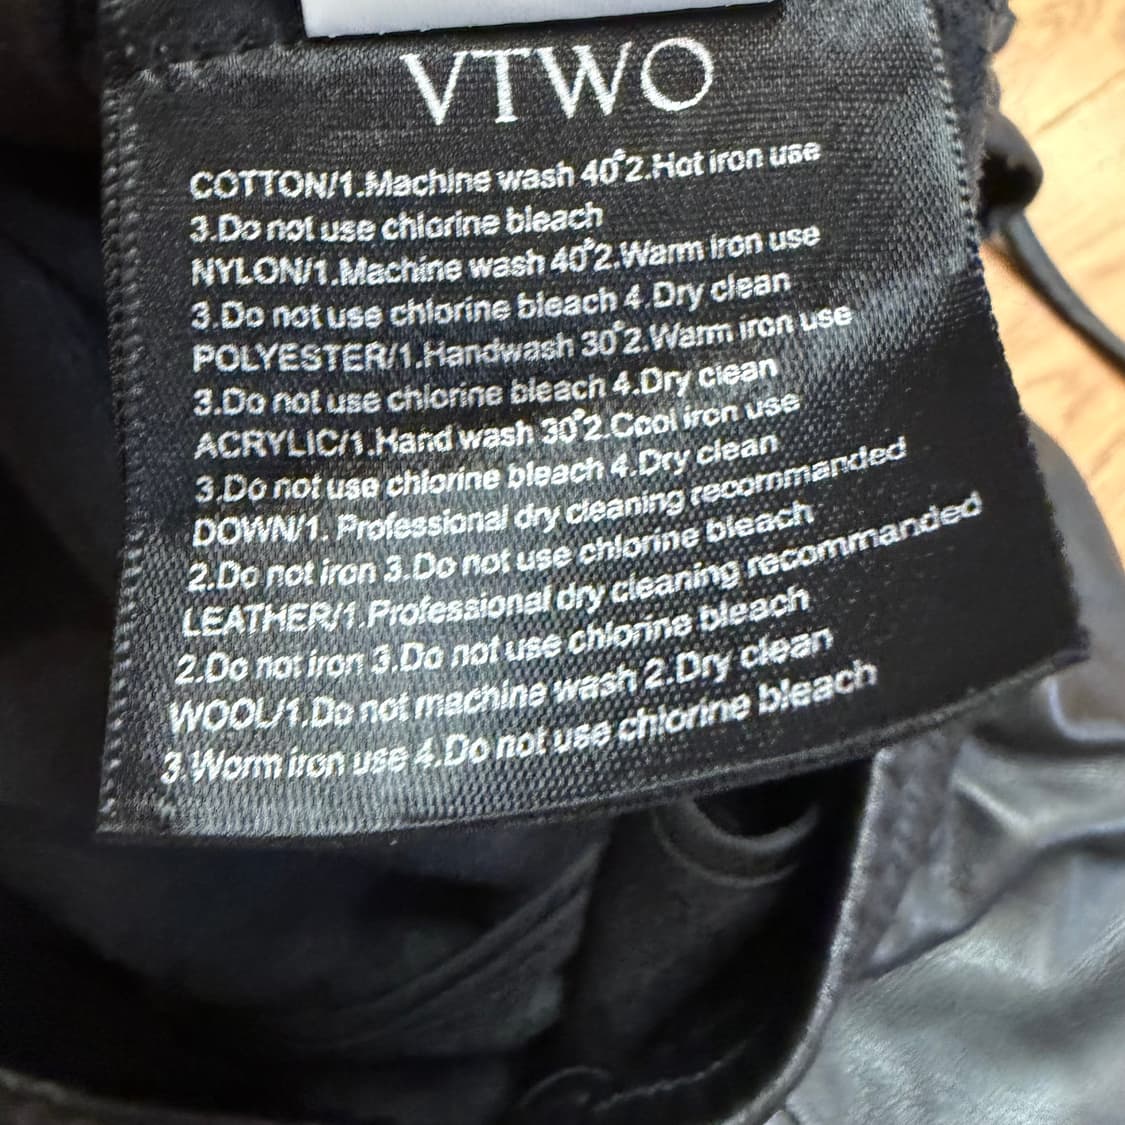 VTWO
COTTON/1.Machine wash 40°2.Hot iron use
3.Do not use chlorine bleach
NYLON/1.Machine wash 40°2.Warm iron use
3.Do not use chlorine bleach 4.Dry clean
POLYESTER/1.Handwash 30°2.Warm iron use
3.Do not use chlorine bleach 4.Dry clean
ACRYLIC/1.Hand wash 30°2.Cool iron use
3.Do not use chlorine bleach 4.Dry clean
DOWN/1. Professional dry cleaning recommanded
2.Do not iron 3.Do not use chlorine bleach
LEATHER/1.Professional dry cleaning recommanded
2.Do not iron 3.Do not use chlorine bleach
WOOL/1.Do not machine wash 2.Dry clean
3.Worm iron use 4.Do not use chlorine bleach